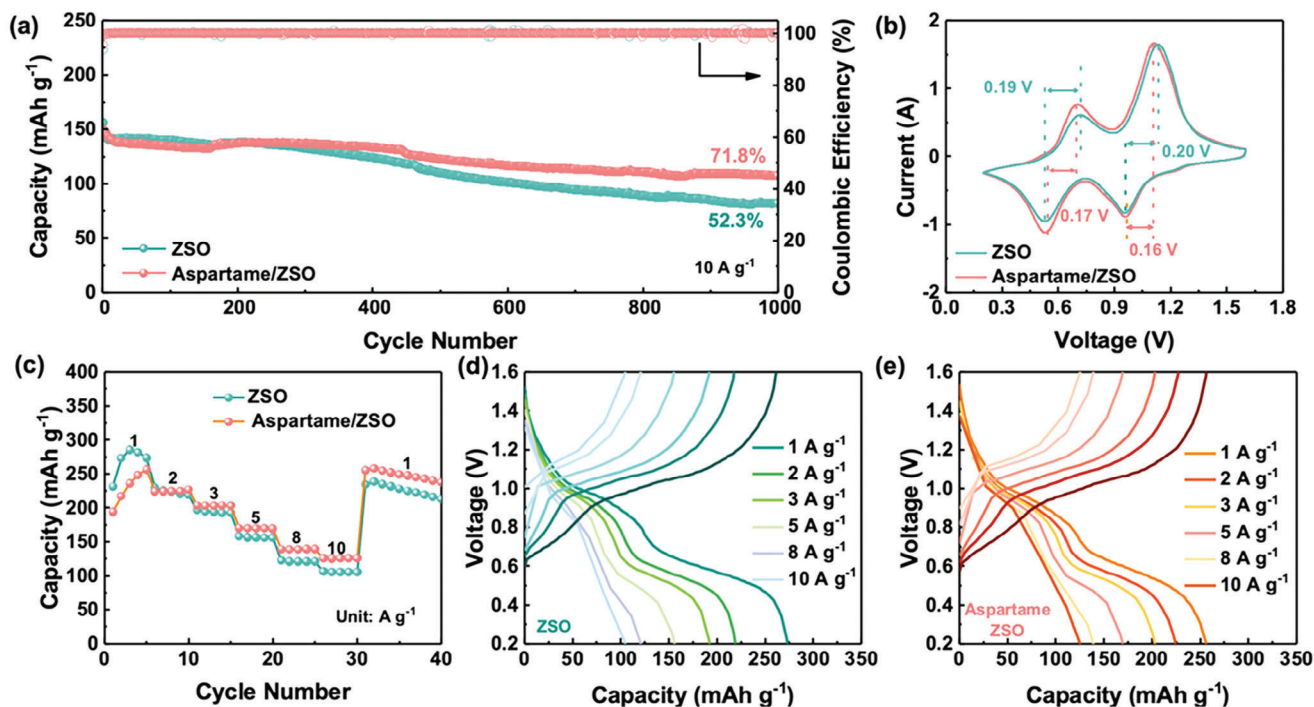 (a)
250
200
150
100
50
0
Capacity (mAh g⁻¹)
100
80
60
40
20
0
Coulombic Efficiency (%)
71.8%
52.3%
ZSO
Aspartame/ZSO
10 A g⁻¹
0 200 400 600 800 1000
Cycle Number
(b)
2
1
0
-1
-2
Current (A)
0.19 V
0.20 V
0.17 V
0.16 V
ZSO
Aspartame/ZSO
0.0 0.3 0.6 0.9 1.2 1.5 1.8
Voltage (V)
(c)
400
350
300
250
200
150
100
50
0
Capacity (mAh g⁻¹)
ZSO
Aspartame/ZSO
1
2
3
5
8
10
1
Unit: A g⁻¹
0 10 20 30 40
Cycle Number
(d)
1.6
1.4
1.2
1.0
0.8
0.6
0.4
0.2
Voltage (V)
1 A g⁻¹
2 A g⁻¹
3 A g⁻¹
5 A g⁻¹
8 A g⁻¹
10 A g⁻¹
ZSO
0 50 100 150 200 250 300 350
Capacity (mAh g⁻¹)
(e)
1.6
1.4
1.2
1.0
0.8
0.6
0.4
0.2
Voltage (V)
1 A g⁻¹
2 A g⁻¹
3 A g⁻¹
5 A g⁻¹
8 A g⁻¹
10 A g⁻¹
Aspartame
ZSO
0 50 100 150 200 250 300 350
Capacity (mAh g⁻¹)